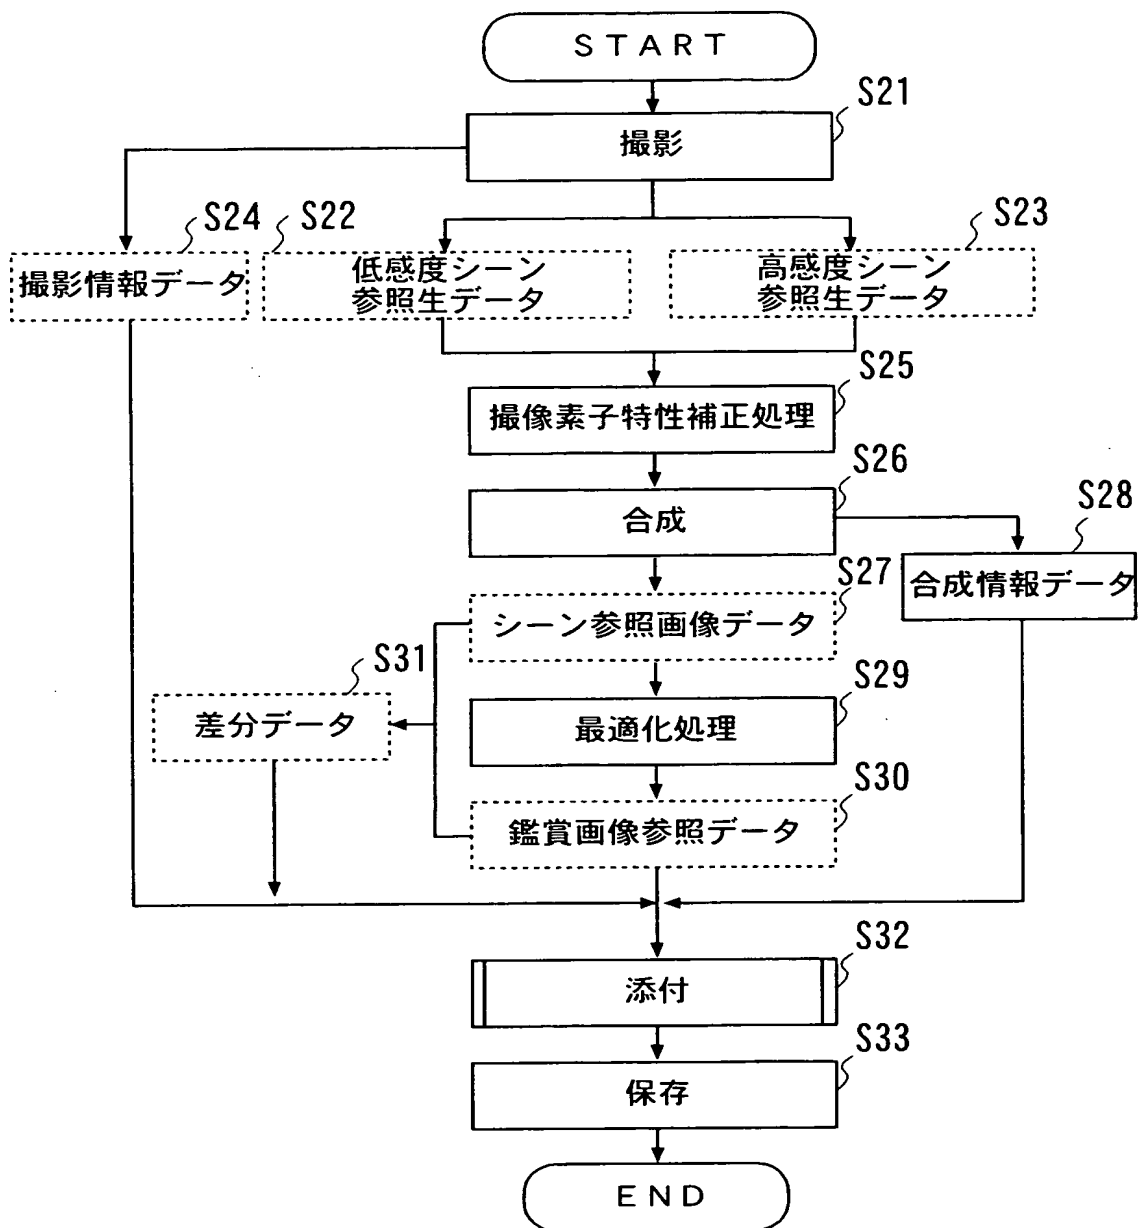 START
S21
撮影
S24
S22
S23
撮影情報データ
低感度シーン
参照生データ
高感度シーン
参照生データ
S25
撮像素子特性補正処理
S26
合成
S28
合成情報データ
S27
シーン参照画像データ
S31
差分データ
S29
最適化処理
S30
鑑賞画像参照データ
S32
添付
S33
保存
END